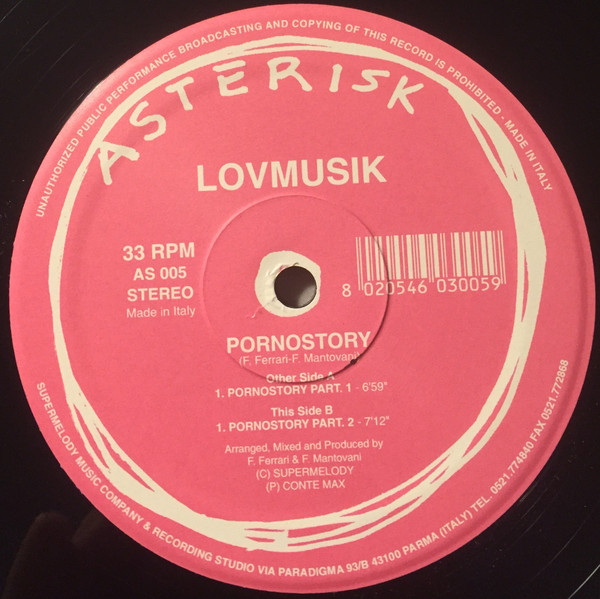 UNAUTHORIZED PUBLIC PERFORMANCE BROADCASTING AND COPYING OF THIS RECORD IS PROHIBITED - MADE IN ITALY
ASTERISK
LOVMUSIK
33 RPM
AS 005
STEREO
Made in Italy
8 020546 030059
PORNOSTORY
(F. Ferrari-F. Mantovani)
Other Side A
1. PORNOSTORY PART. 1 - 6'59"
This Side B
1. PORNOSTORY PART. 2 - 7'12"
Arranged, Mixed and Produced by
F. Ferrari & F. Mantovani
(C) SUPERMELODY
(P) CONTE MAX
SUPERMELODY MUSIC COMPANY & RECORDING STUDIO VIA PARADIGMA 93/B 43100 PARMA (ITALY) TEL. 0521.774840 FAX 0521.772868